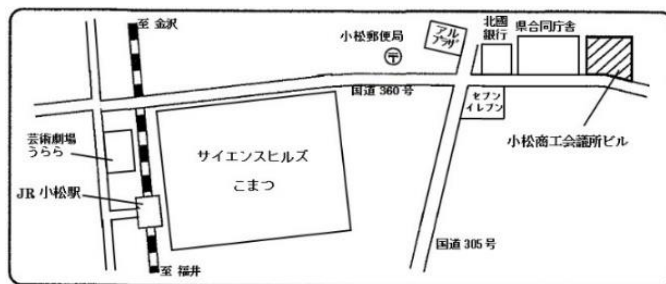 至 金沢
小松郵便局
〒
アル
プラザ
北國
銀行
県合同庁舎
国道 360 号
セブン
イレブン
小松商工会議所ビル
芸術劇場
うらら
サイエンスヒルズ
こまつ
JR 小松駅
国道 305 号
至 福井